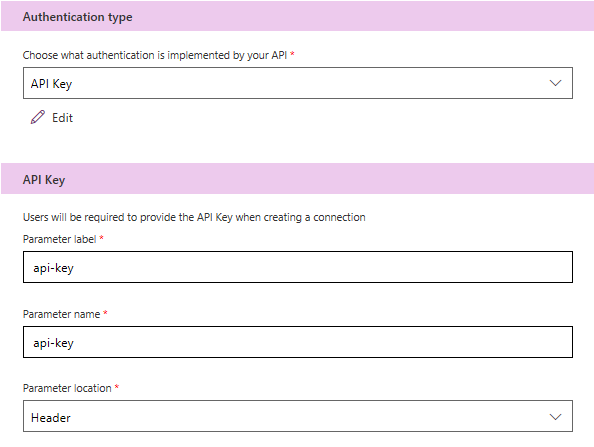 Authentication type
Choose what authentication is implemented by your API *
API Key
Edit
API Key
Users will be required to provide the API Key when creating a connection
Parameter label *
api-key
Parameter name *
api-key
Parameter location *
Header